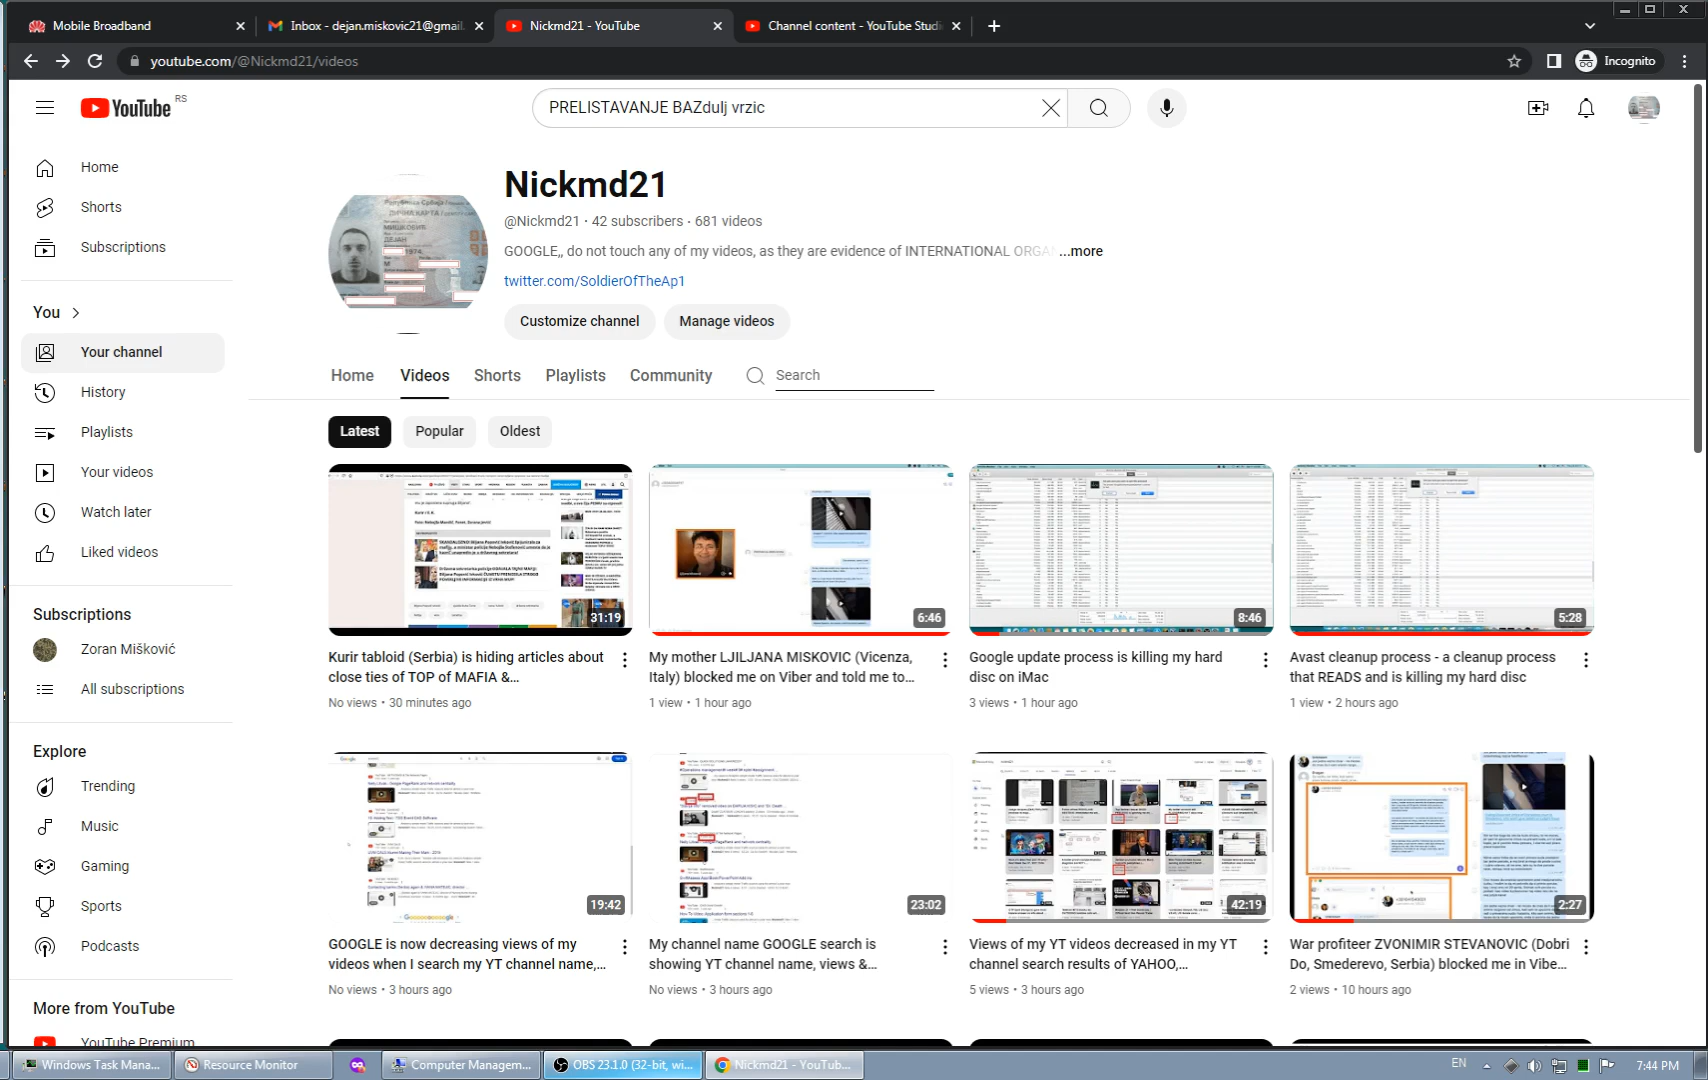 Mobile Broadband
Inbox - dejan.miskovic21@gmail.
Nickmd21 - YouTube
Channel content - YouTube Studi
youtube.com/@Nickmd21/videos
Incognito
YouTube RS
PRELISTAVANJE BAZdulj vrzic
Home
Shorts
Subscriptions
You
Your channel
History
Playlists
Your videos
Watch later
Liked videos
Subscriptions
Zoran Mišković
All subscriptions
Explore
Trending
Music
Gaming
Sports
Podcasts
More from YouTube
YouTube Premium
Nickmd21
@Nickmd21 · 42 subscribers · 681 videos
GOOGLE,, do not touch any of my videos, as they are evidence of INTERNATIONAL ORGA ...more
twitter.com/SoldierOfTheAp1
Customize channel
Manage videos
Home
Videos
Shorts
Playlists
Community
Search
Latest
Popular
Oldest
31:19
6:46
8:46
5:28
Kurir tabloid (Serbia) is hiding articles about
close ties of TOP of MAFIA &...
No views • 30 minutes ago
My mother LJILJANA MISKOVIC (Vicenza,
Italy) blocked me on Viber and told me to...
1 view • 1 hour ago
Google update process is killing my hard
disc on iMac
3 views • 1 hour ago
Avast cleanup process - a cleanup process
that READS and is killing my hard disc
1 view • 2 hours ago
19:42
23:02
42:19
2:27
GOOGLE is now decreasing views of my
videos when I search my YT channel name,...
No views • 3 hours ago
My channel name GOOGLE search is
showing YT channel name, views &...
No views • 3 hours ago
Views of my YT videos decreased in my YT
channel search results of YAHOO,...
5 views • 3 hours ago
War profiteer ZVONIMIR STEVANOVIC (Dobri
Do, Smederevo, Serbia) blocked me in Vibe...
2 views • 10 hours ago
Windows Task Mana...
Resource Monitor
Computer Managem...
OBS 23.1.0 (32-bit, wi...
Nickmd21 - YouTub...
EN
7:44 PM